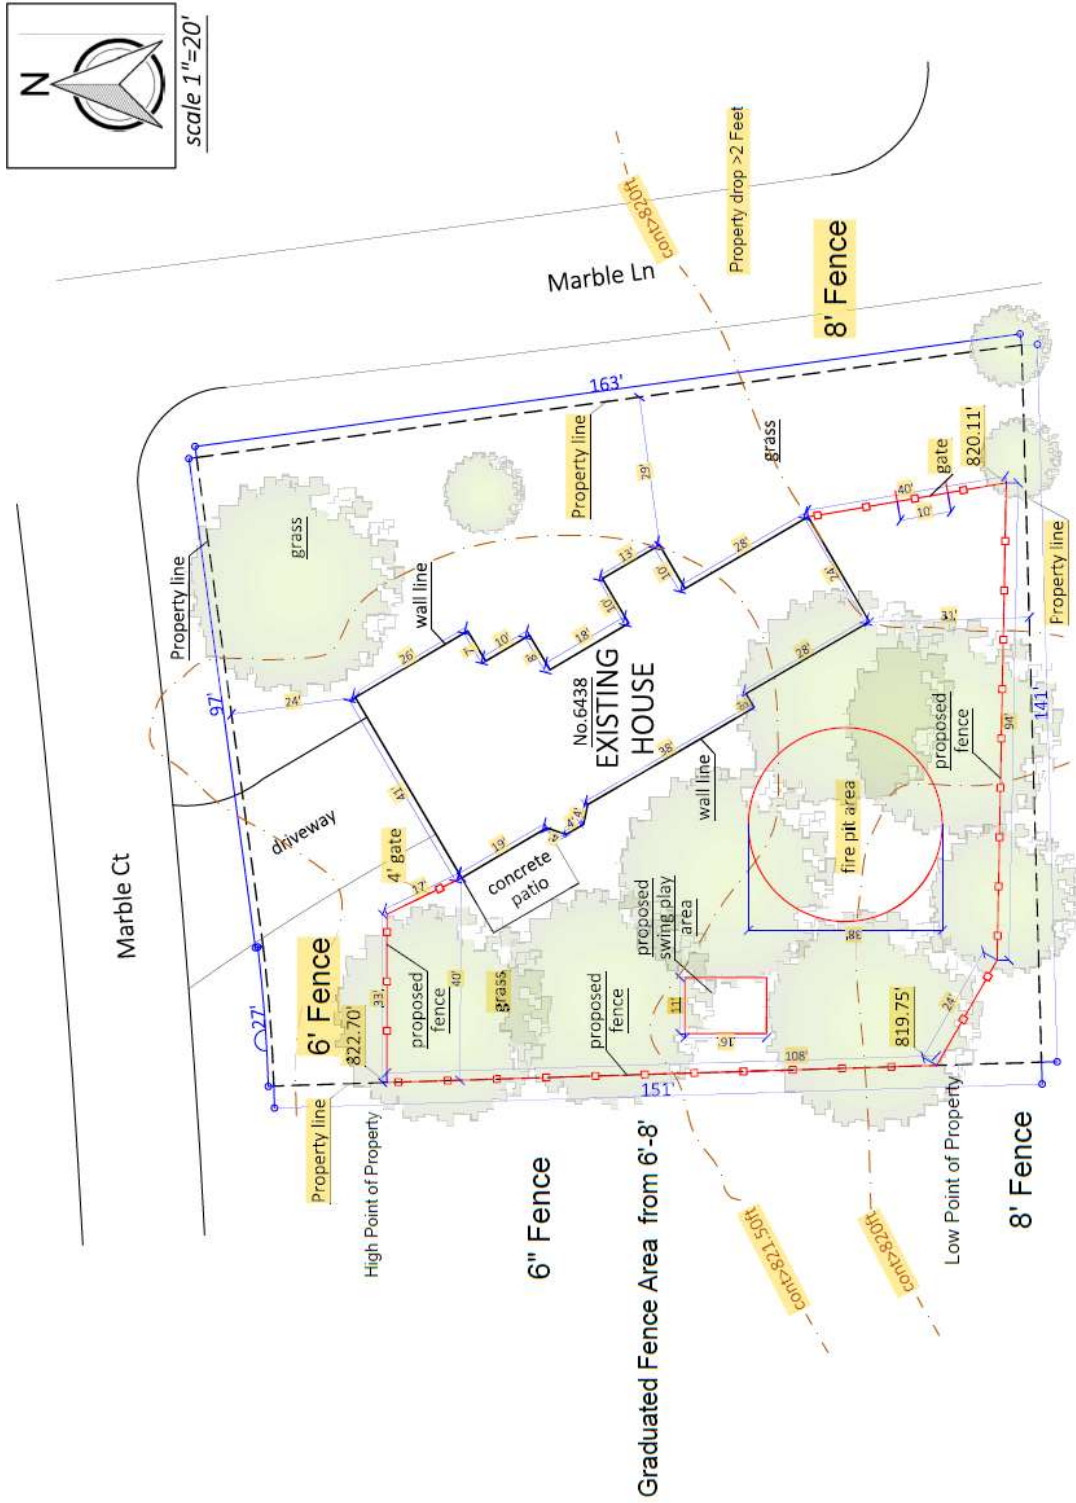 N
scale 1"=20'
Marble Ct
Marble Ln
cont>820ft
Property drop >2 Feet
8' Fence
163'
Property line
29'
grass
Property line
grass
97'
24'
wall line
26'
7'
10'
18'
10'
13'
10'
28'
24'
40'
10'
gate
820.11'
Property line
31'
28'
No.6438
EXISTING
HOUSE
38'
wall line
41'
driveway
19'
4'
4'
concrete
patio
4' gate
17'
27'
6' Fence
33'
822.70'
proposed
fence
40'
grass
Property line
High Point of Property
proposed
fence
proposed
swing play
area
11'
16'
fire pit area
38'
proposed
fence
94'
141'
24'
819.75'
108'
151'
6" Fence
Graduated Fence Area from 6'-8'
Low Point of Property
8' Fence
cont>821.50ft
cont>820ft